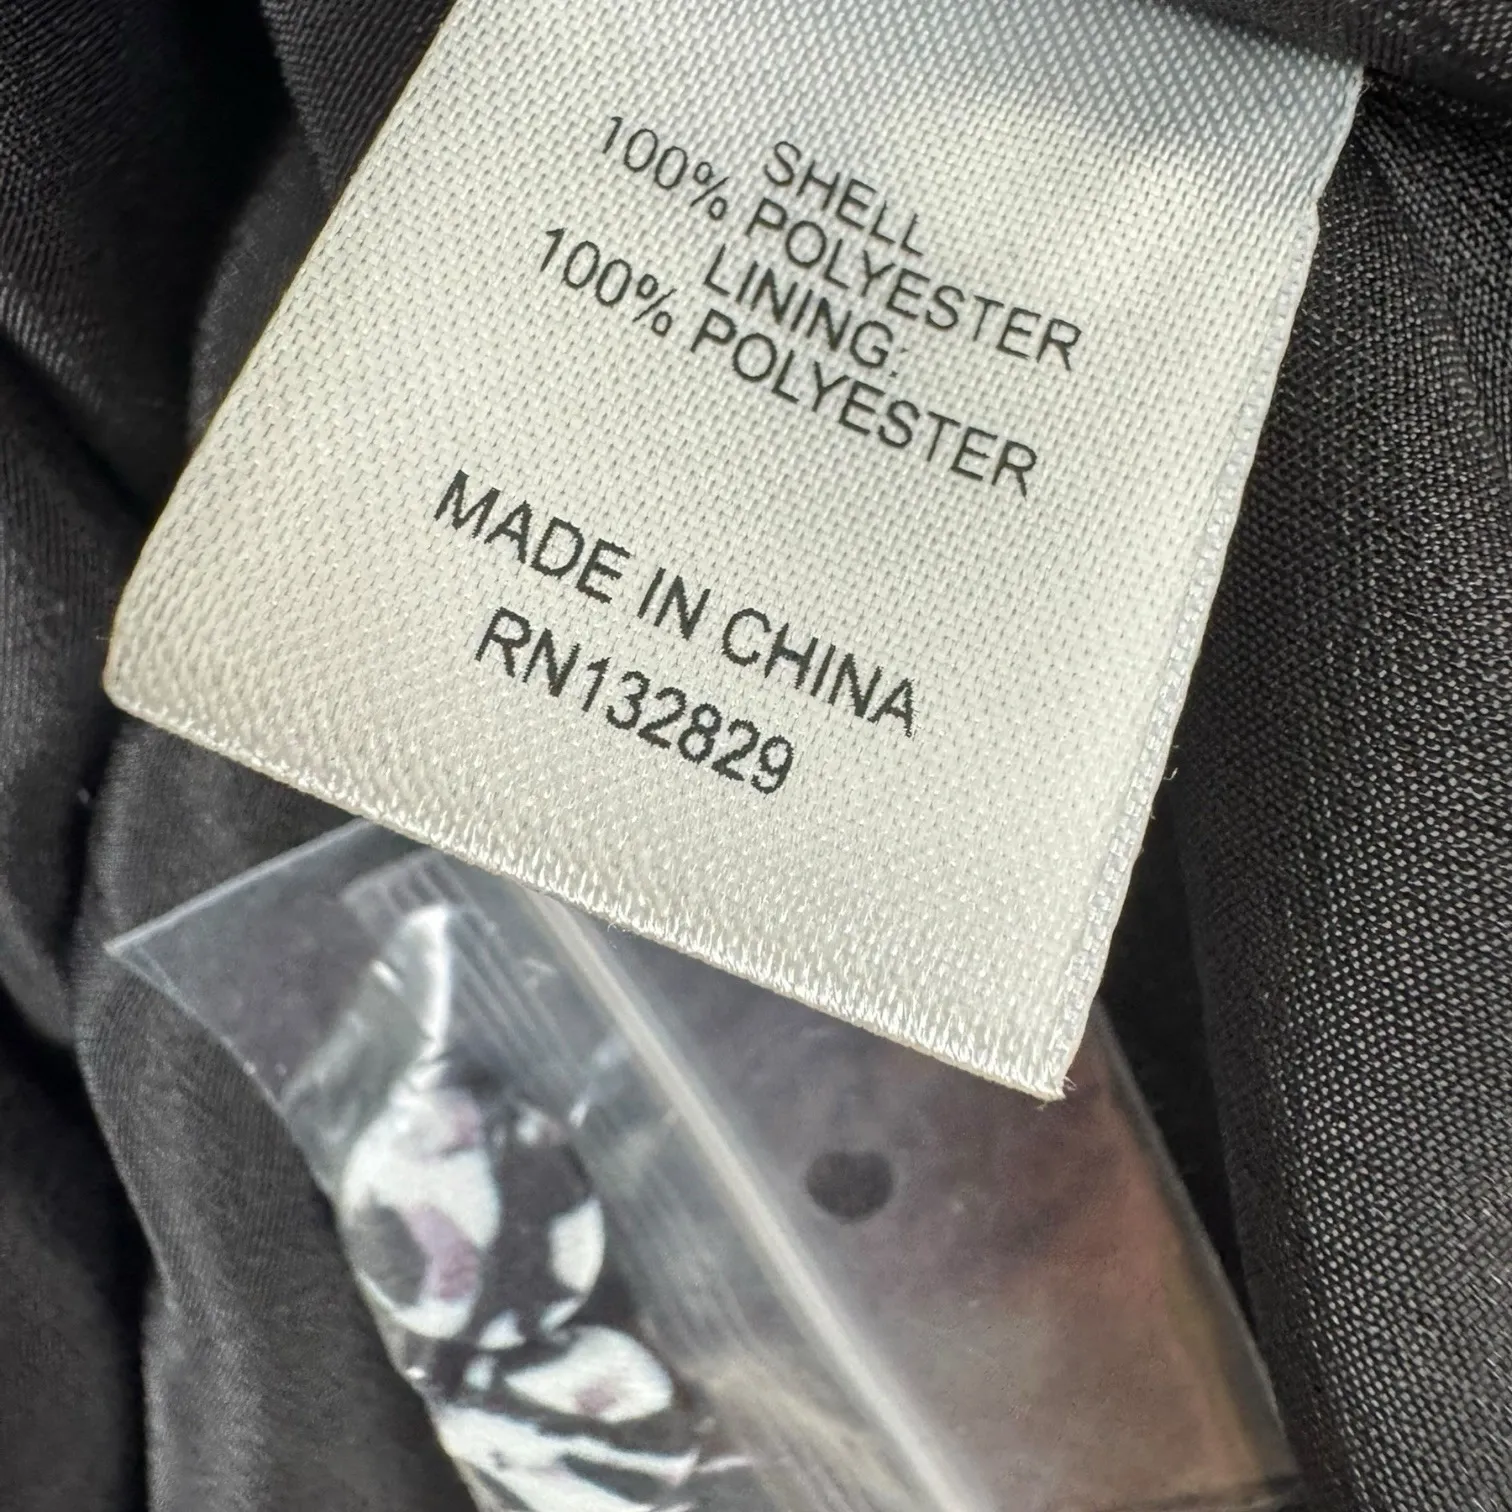 SHELL
100% POLYESTER
LINING:
100% POLYESTER
MADE IN CHINA
RN132829